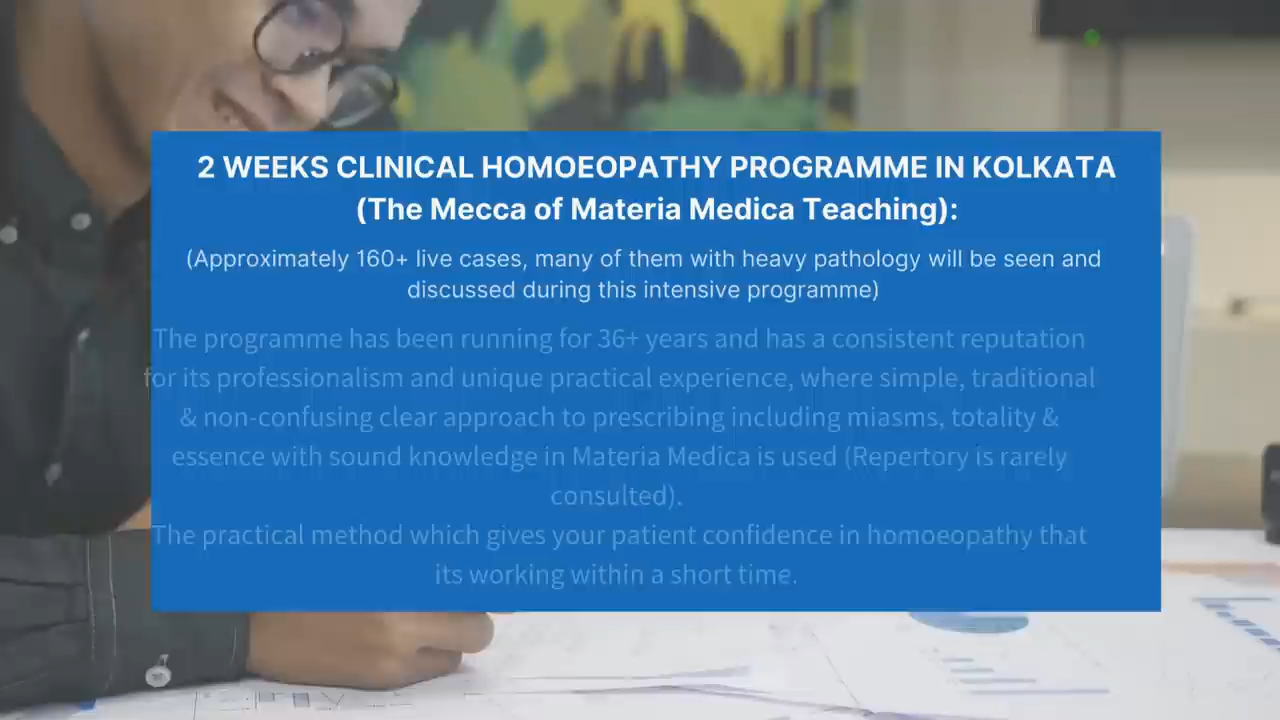 2 WEEKS CLINICAL HOMOEOPATHY PROGRAMME IN KOLKATA
(The Mecca of Materia Medica Teaching):
(Approximately 160+ live cases, many of them with heavy pathology will be seen and
discussed during this intensive programme)
The programme has been running for 36+ years and has a consistent reputation
for its professionalism and unique practical experience, where simple, traditional
& non-confusing clear approach to prescribing including miasms, totality &
essence with sound knowledge in Materia Medica is used (Repertory is rarely
consulted).
The practical method which gives your patient confidence in homoeopathy that
its working within a short time.